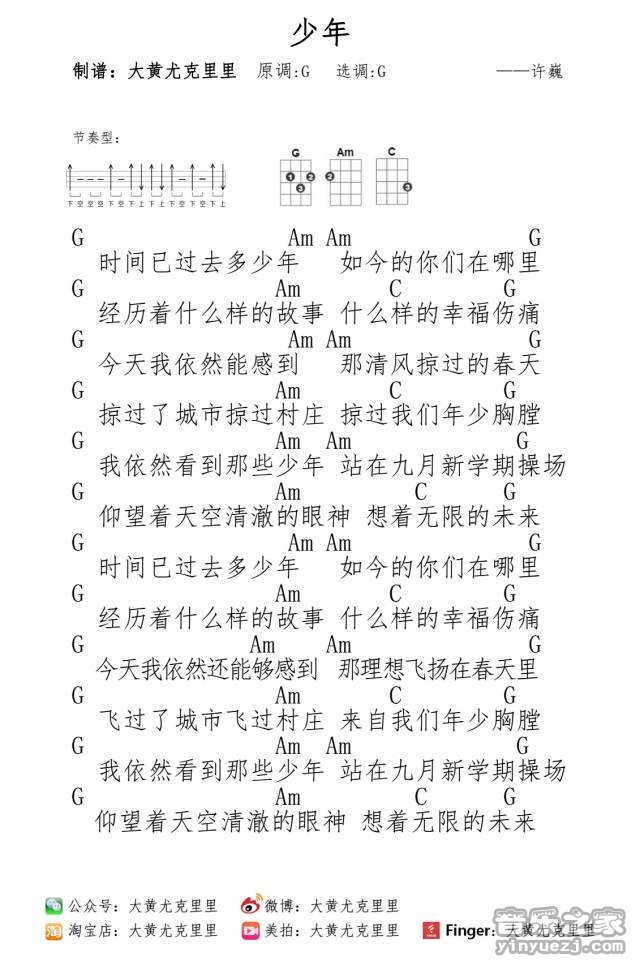 少年
制谱：大黄尤克里里 原调:G 选调:G ——许巍
节奏型：
G Am C
1 2 3 2 3
下 空 空 空 下 空 下 上 下 上 下 空 下 空 下 上
G Am Am G
时间已过去多少年 如今的你们在哪里
G Am C G
经历着什么样的故事 什么样的幸福伤痛
G Am Am G
今天我依然能感到 那清风掠过的春天
G Am C G
掠过了城市掠过村庄 掠过我们年少胸膛
G Am Am G
我依然看到那些少年 站在九月新学期操场
G Am C G
仰望着天空清澈的眼神 想着无限的未来
G Am Am G
时间已过去多少年 如今的你们在哪里
G Am C G
经历着什么样的故事 什么样的幸福伤痛
G Am Am G
今天我依然还能够感到 那理想飞扬在春天里
G Am C G
飞过了城市飞过村庄 来自我们年少胸膛
G Am Am G
我依然看到那些少年 站在九月新学期操场
G Am C G
仰望着天空清澈的眼神 想着无限的未来
公众号：大黄尤克里里 微博：大黄尤克里里
淘宝店：大黄尤克里里 美拍：大黄尤克里里 Finger：大黄尤克里里
音乐之家
yinyuezj.com